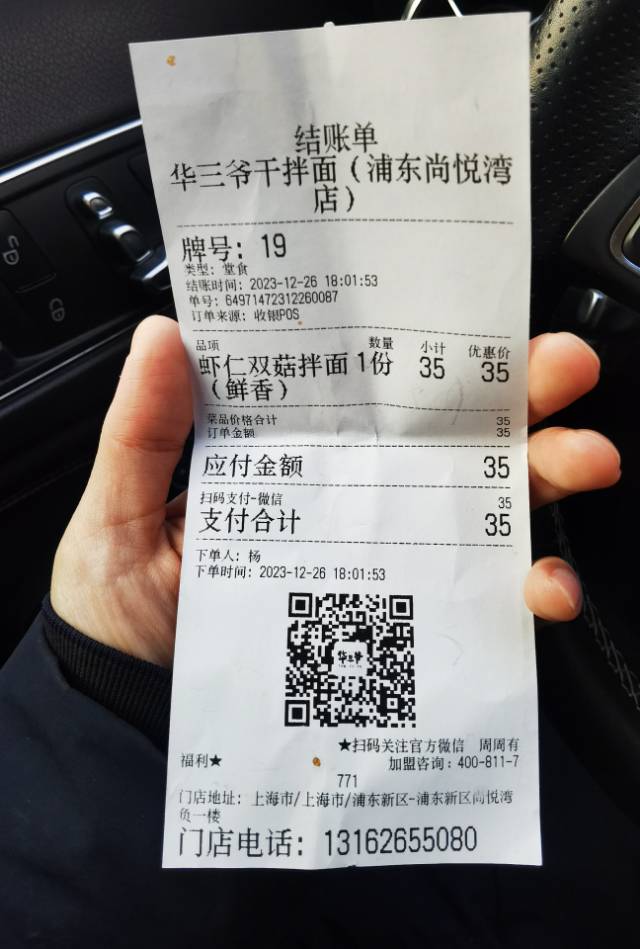 结账单
华三爷干拌面（浦东尚悦湾
店）
牌号：19
类型：堂食
结账时间：2023-12-26 18:01:53
单号：64971472312260087
订单来源：收银POS
品项 数量 小计 优惠价
虾仁双菇拌面 1份 35 35
（鲜香）
菜品价格合计 35
订单金额 35
应付金额 35
扫码支付-微信 35
支付合计 35
下单人：杨
下单时间：2023-12-26 18:01:53
华三爷
★扫码关注官方微信 周周有
福利★ 加盟咨询：400-811-7
771
门店地址：上海市/上海市/浦东新区-浦东新区尚悦湾
负一楼
门店电话：13162655080